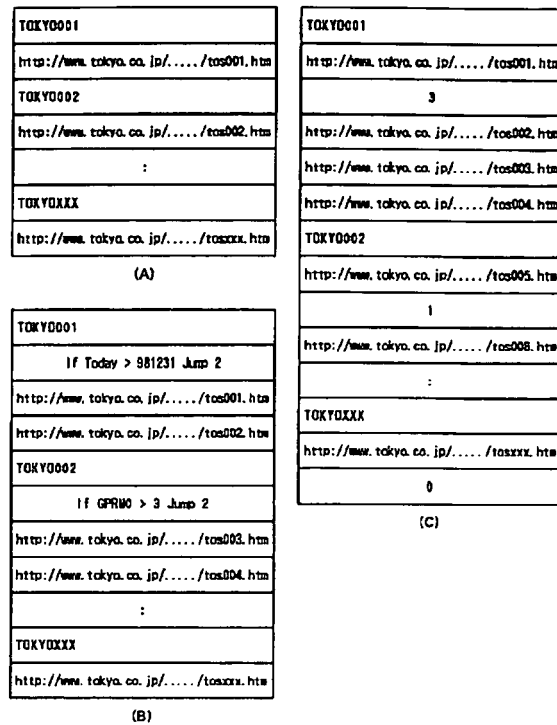 TOKYO001
http://www.tokyo.co.jp/...../tos001.htm
TOKYO002
http://www.tokyo.co.jp/...../tos002.htm
:
TOKYOXXX
http://www.tokyo.co.jp/...../tosxxx.htm
(A)
TOKYO001
If Today > 981231 Jump 2
http://www.tokyo.co.jp/...../tos001.htm
http://www.tokyo.co.jp/...../tos002.htm
TOKYO002
If GPRM0 > 3 Jump 2
http://www.tokyo.co.jp/...../tos003.htm
http://www.tokyo.co.jp/...../tos004.htm
:
TOKYOXXX
http://www.tokyo.co.jp/...../tosxxx.htm
(B)
TOKYO001
http://www.tokyo.co.jp/...../tos001.htm
3
http://www.tokyo.co.jp/...../tos002.htm
http://www.tokyo.co.jp/...../tos003.htm
http://www.tokyo.co.jp/...../tos004.htm
TOKYO002
http://www.tokyo.co.jp/...../tos005.htm
1
http://www.tokyo.co.jp/...../tos006.htm
:
TOKYOXXX
http://www.tokyo.co.jp/...../tosxxx.htm
0
(C)